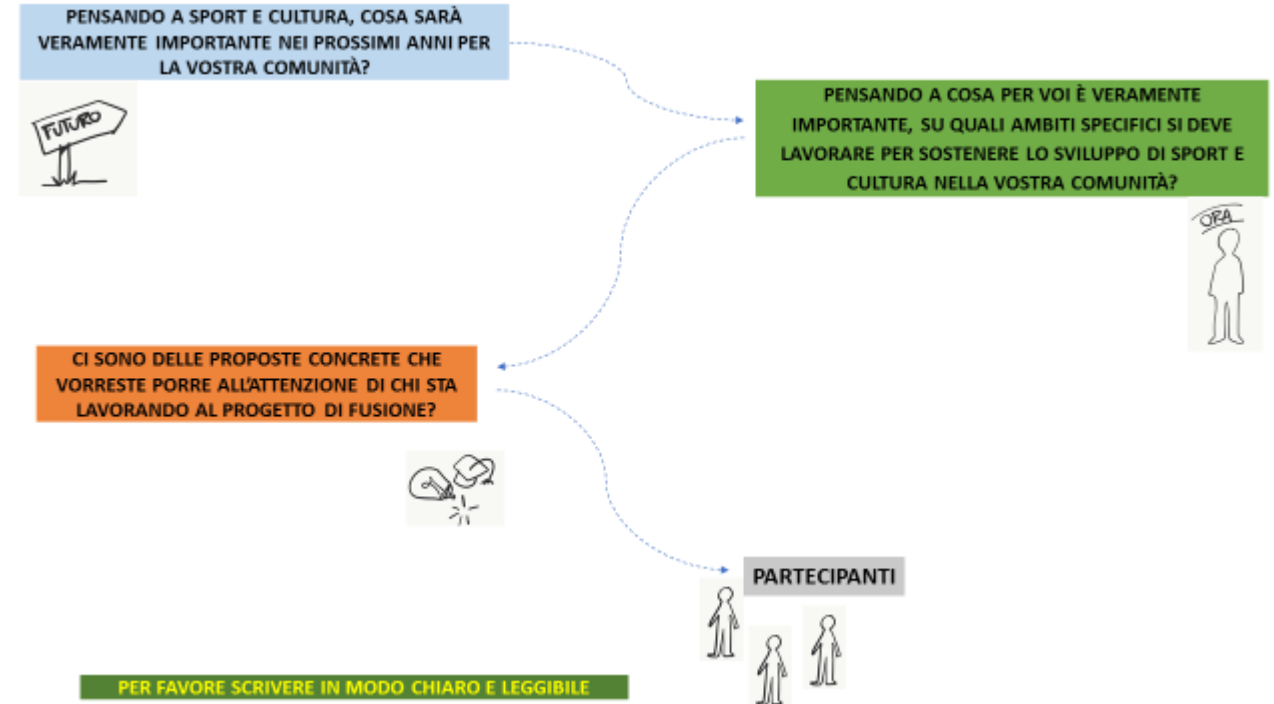 PENSANDO A SPORT E CULTURA, COSA SARÀ
VERAMENTE IMPORTANTE NEI PROSSIMI ANNI PER
LA VOSTRA COMUNITÀ?
FUTURO
PENSANDO A COSA PER VOI È VERAMENTE
IMPORTANTE, SU QUALI AMBITI SPECIFICI SI DEVE
LAVORARE PER SOSTENERE LO SVILUPPO DI SPORT E
CULTURA NELLA VOSTRA COMUNITÀ?
ORA
CI SONO DELLE PROPOSTE CONCRETE CHE
VORRESTE PORRE ALL'ATTENZIONE DI CHI STA
LAVORANDO AL PROGETTO DI FUSIONE?
PARTECIPANTI
PER FAVORE SCRIVERE IN MODO CHIARO E LEGGIBILE